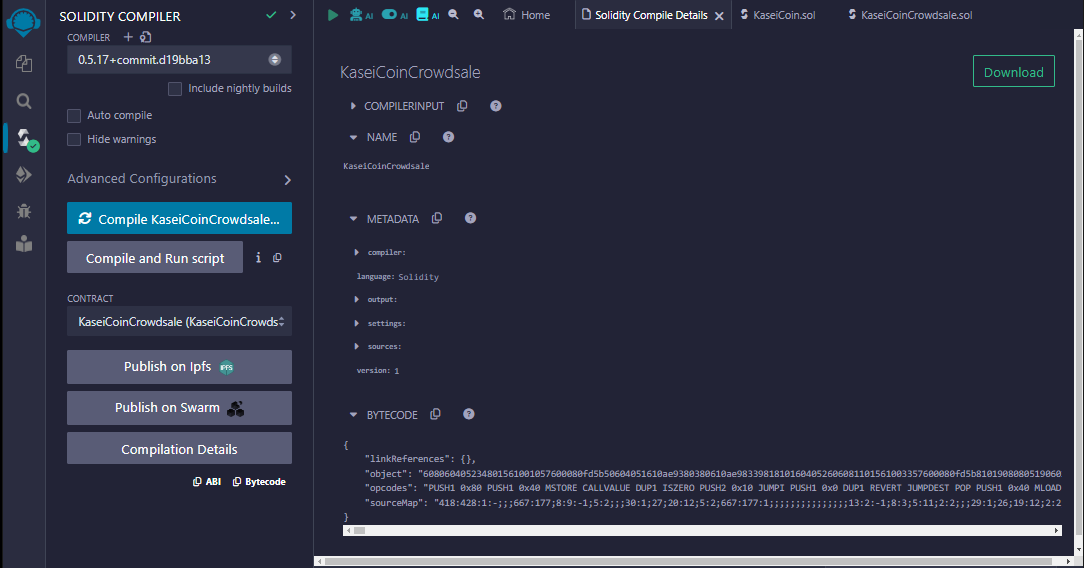 SOLIDITY COMPILER
COMPILER
0.5.17+commit.d19bba13
Include nightly builds
Auto compile
Hide warnings
Advanced Configurations
Compile KaseiCoinCrowdsale...
Compile and Run script
i
CONTRACT
KaseiCoinCrowdsale (KaseiCoinCrowds
Publish on Ipfs IPFS
Publish on Swarm
Compilation Details
ABI Bytecode
AI AI AI Home Solidity Compile Details KaseiCoin.sol KaseiCoinCrowdsale.sol
KaseiCoinCrowdsale
Download
COMPILERINPUT ?
NAME ?
KaseiCoinCrowdsale
METADATA ?
compiler:
language: Solidity
output:
settings:
sources:
version: 1
BYTECODE ?
{
"linkReferences": {},
"object": "608060405234801561001057600080fd5b50604051610ae9380380610ae98339818101604052606081101561003357600080fd5b8101908080519060
"opcodes": "PUSH1 0x80 PUSH1 0x40 MSTORE CALLVALUE DUP1 ISZERO PUSH2 0x10 JUMPI PUSH1 0x0 DUP1 REVERT JUMPDEST POP PUSH1 0x40 MLOAD
"sourceMap": "418:428:1:-;;;667:177;8:9:-1;5:2;;;30:1;27;20:12;5:2;667:177:1;;;;;;;;;;;;;;;13:2:-1;8:3;5:11;2:2;;;29:1;26;19:12;2:2
}